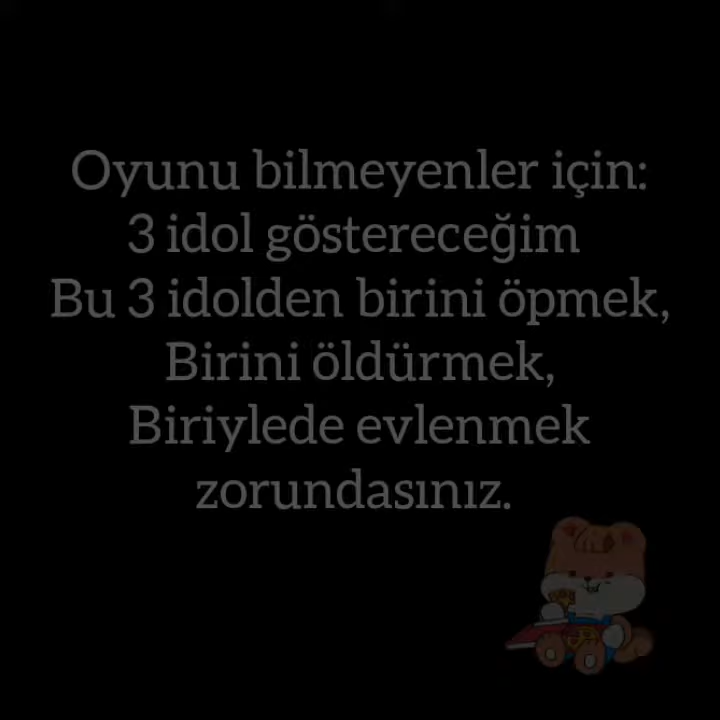 Oyunu bilmeyenler için:
3 idol göstereceğim
Bu 3 idolden birini öpmek,
Birini öldürmek,
Biriylede evlenmek
zorundasınız.